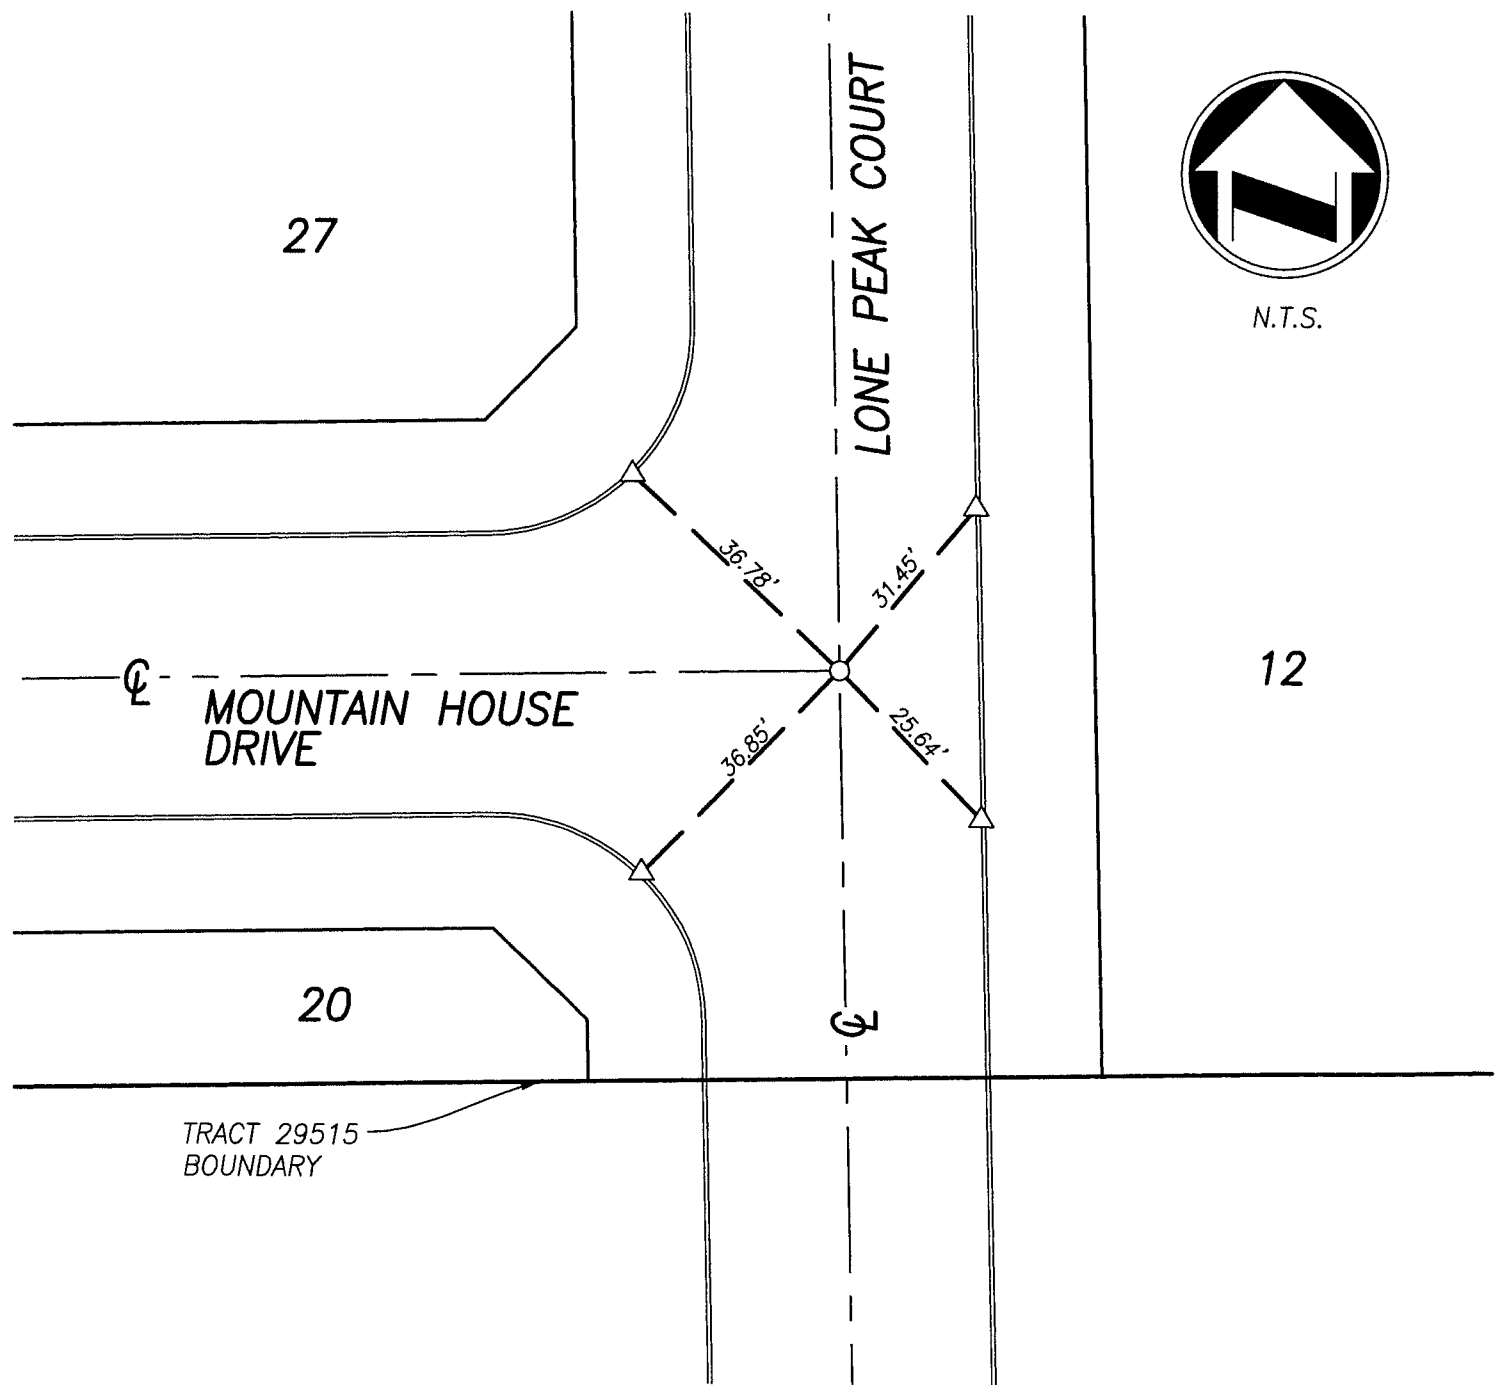 LONE PEAK COURT
N
N.T.S.
27
36.78'
31.45'
12
℄
MOUNTAIN HOUSE
DRIVE
36.85'
25.64'
20
℄
TRACT 29515
BOUNDARY